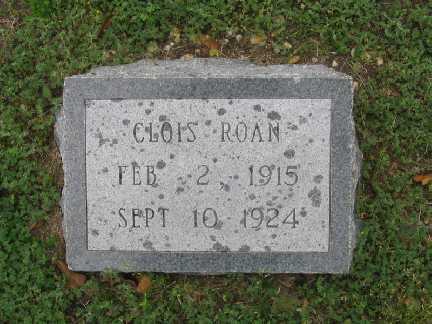 CLOIS ROAN
FEB 2, 1915
SEPT 10 1924